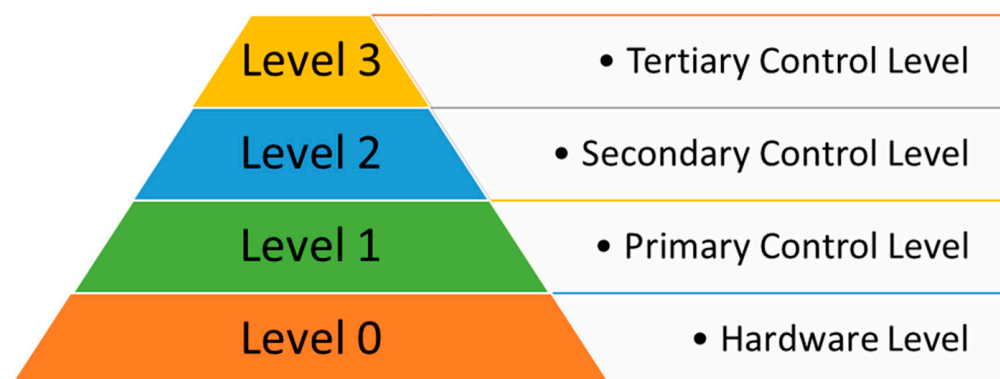 Level 3
• Tertiary Control Level
Level 2
• Secondary Control Level
Level 1
• Primary Control Level
Level 0
• Hardware Level